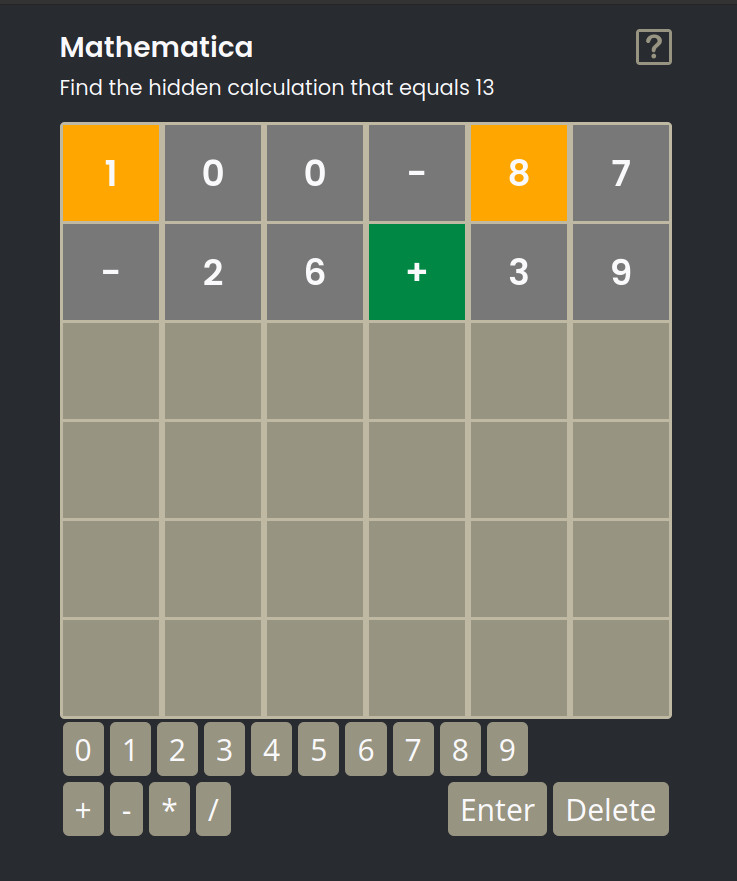 Mathematica
?
Find the hidden calculation that equals 13
1 0 0 - 8 7
- 2 6 + 3 9
0 1 2 3 4 5 6 7 8 9
+ - * / Enter Delete